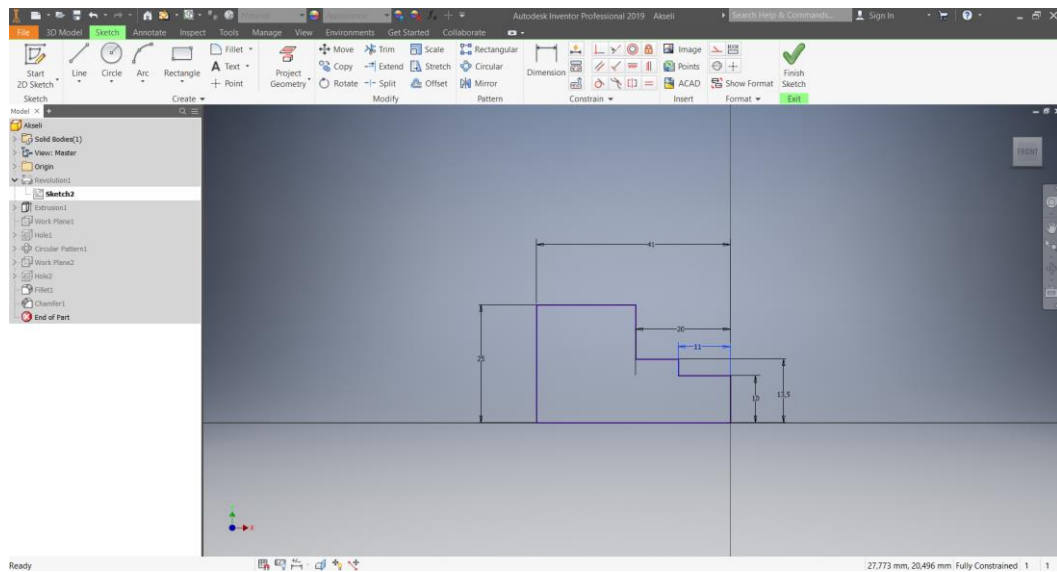 Material
Appearance
Autodesk Inventor Professional 2019 Akseli
Search Help & Commands...
Sign In
File 3D Model Sketch Annotate Inspect Tools Manage View Environments Get Started Collaborate
Start
2D Sketch
Line
Circle
Arc
Rectangle
Fillet
Text
Point
Project
Geometry
Move
Copy
Rotate
Trim
Extend
Split
Scale
Stretch
Offset
Rectangular
Circular
Mirror
Dimension
Image
Points
ACAD
Show Format
Finish
Sketch
Sketch Create Modify Pattern Constrain Insert Format Exit
Model
Akseli
Solid Bodies(1)
View: Master
Origin
Revolution1
Sketch2
Extrusion1
Work Plane1
Hole1
Circular Pattern1
Work Plane2
Hole2
Fillet1
Chamfer1
End of Part
FRONT
41
20
11
25
10
X
Ready
27,773 mm, 20,496 mm Fully Constrained 1 1